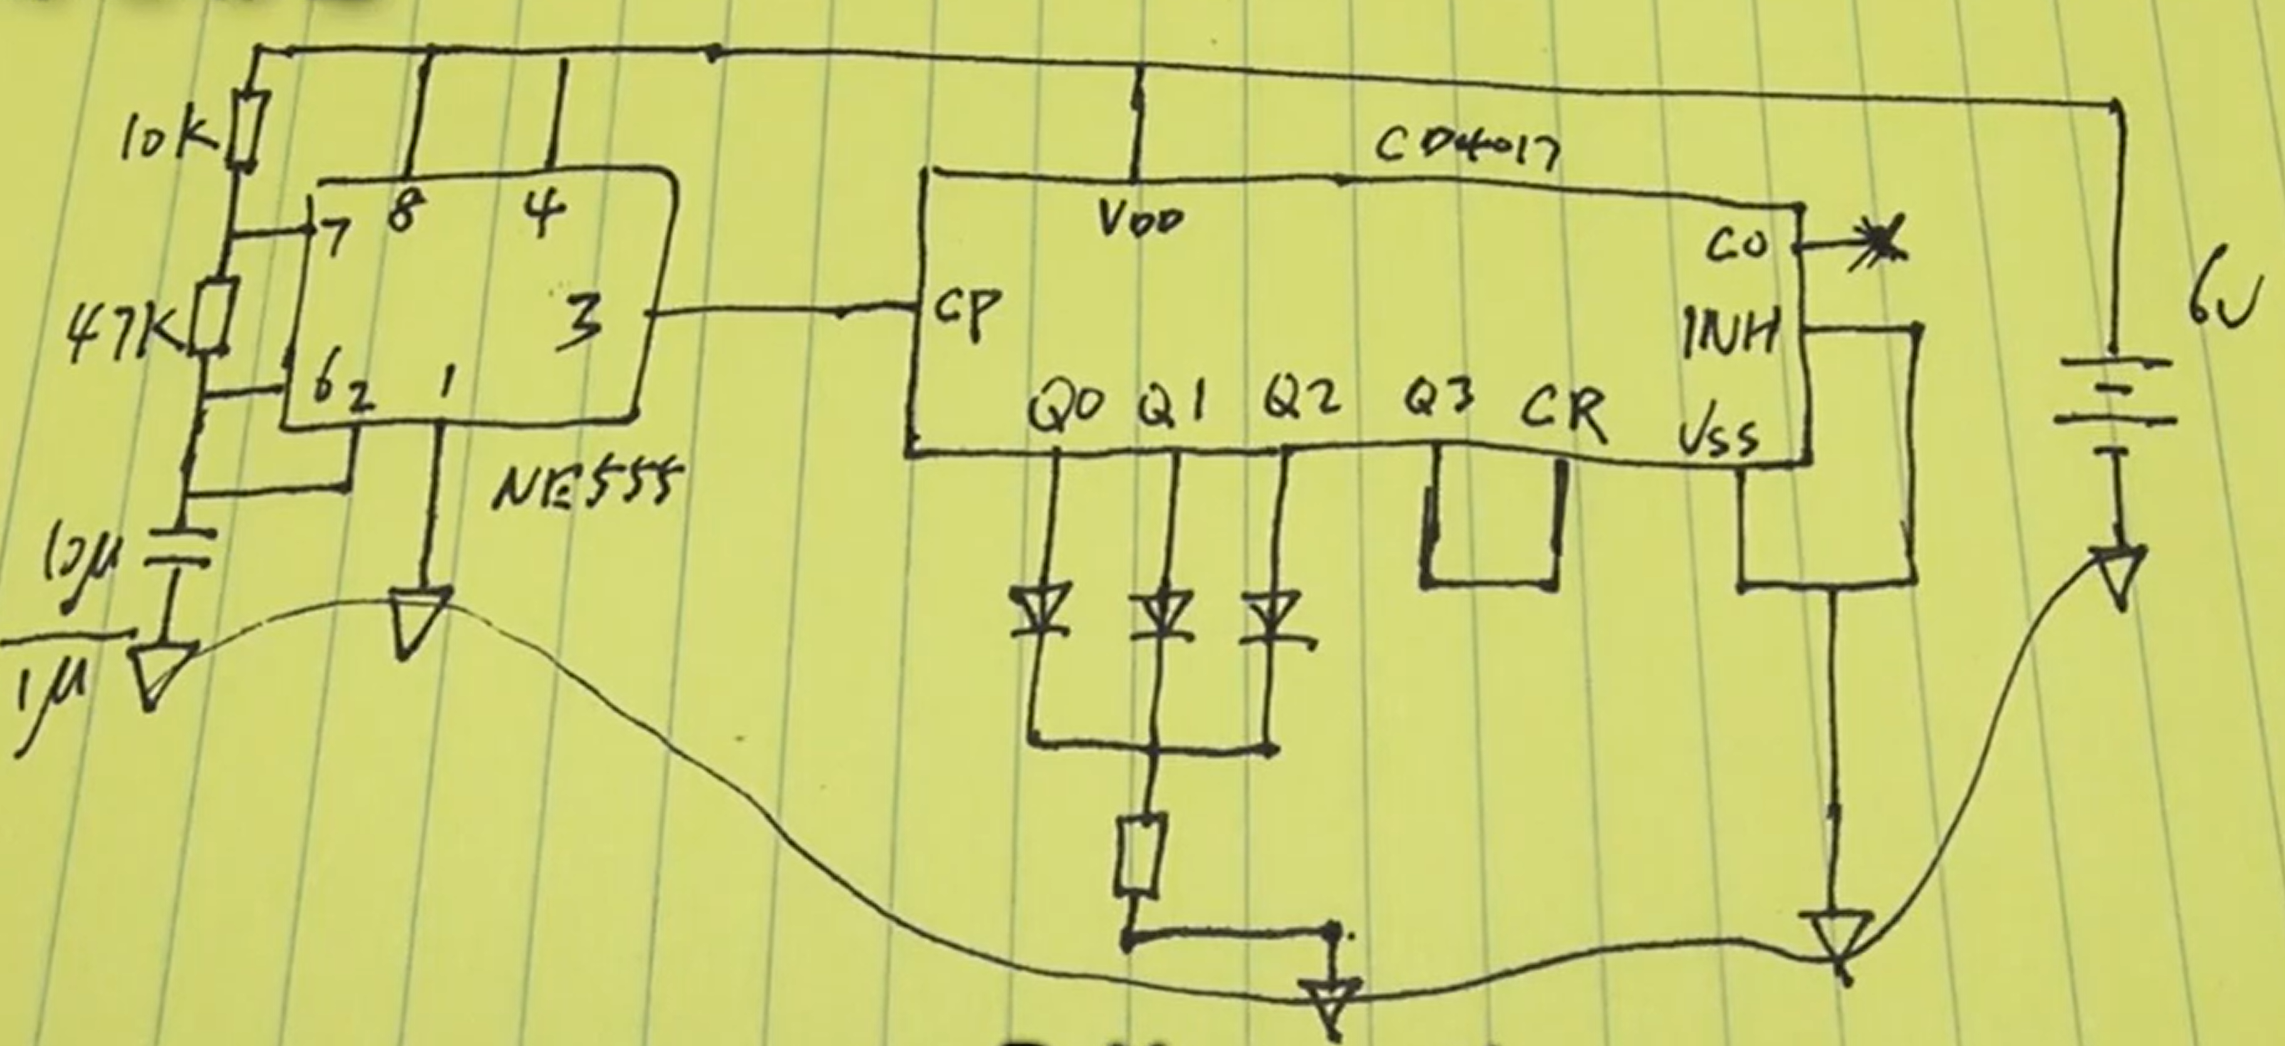 10K
47K
10μ
1μ
7 8 4
3
6 2 1
NE555
CD4017
VDD
CP
CO
INH
Q0 Q1 Q2 Q3 CR
VSS
6V